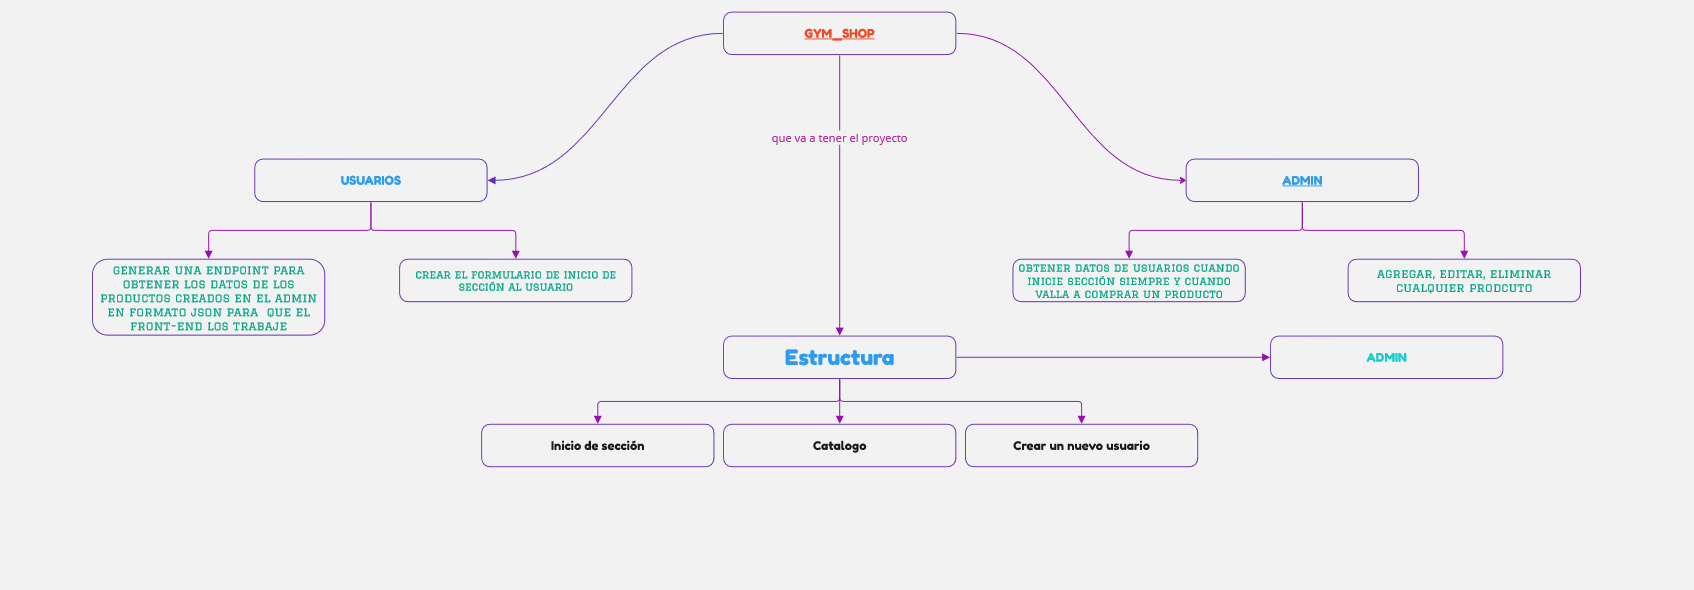 GYM_SHOP
que va a tener el proyecto
USUARIOS
ADMIN
GENERAR UNA ENDPOINT PARA
OBTENER LOS DATOS DE LOS
PRODUCTOS CREADOS EN EL ADMIN
EN FORMATO JSON PARA QUE EL
FRONT-END LOS TRABAJE
CREAR EL FORMULARIO DE INICIO DE
SECCIÓN AL USUARIO
OBTENER DATOS DE USUARIOS CUANDO
INICIE SECCIÓN SIEMPRE Y CUANDO
VALLA A COMPRAR UN PRODUCTO
AGREGAR, EDITAR, ELIMINAR
CUALQUIER PRODCUTO
Estructura
ADMIN
Inicio de sección
Catalogo
Crear un nuevo usuario